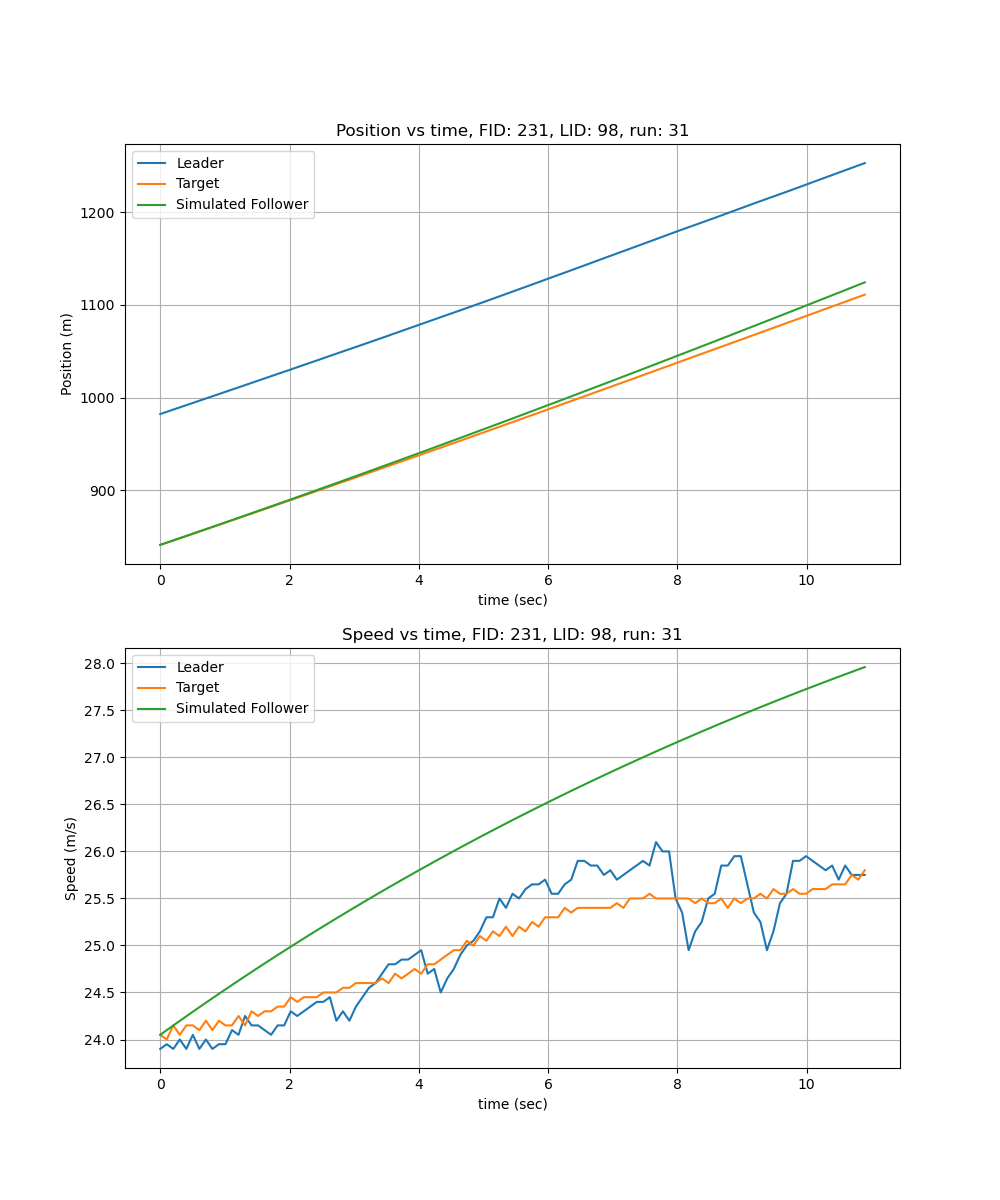 Position vs time, FID: 231, LID: 98, run: 31
Leader
Target
Simulated Follower
Position (m)
1200
1100
1000
900
0 2 4 6 8 10
time (sec)
Speed vs time, FID: 231, LID: 98, run: 31
Leader
Target
Simulated Follower
Speed (m/s)
28.0
27.5
27.0
26.5
26.0
25.5
25.0
24.5
24.0
0 2 4 6 8 10
time (sec)